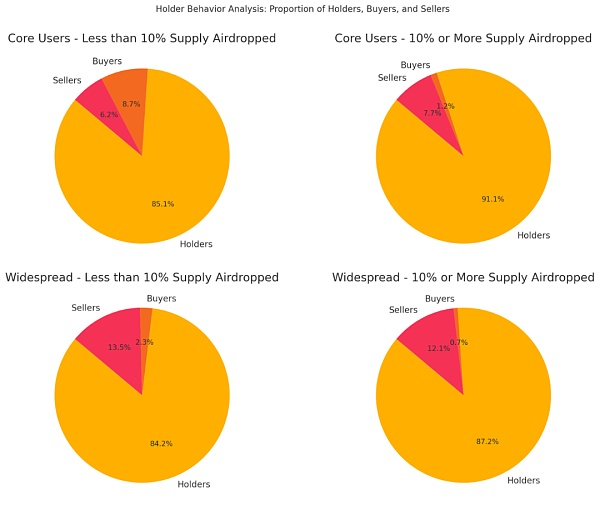 Holder Behavior Analysis: Proportion of Holders, Buyers, and Sellers
Core Users - Less than 10% Supply Airdropped
Buyers
Sellers
8.7%
6.2%
85.1%
Holders
Core Users - 10% or More Supply Airdropped
Buyers
Sellers
1.2%
7.7%
91.1%
Holders
Widespread - Less than 10% Supply Airdropped
Buyers
Sellers
2.3%
13.5%
84.2%
Holders
Widespread - 10% or More Supply Airdropped
Buyers
Sellers
0.7%
12.1%
87.2%
Holders